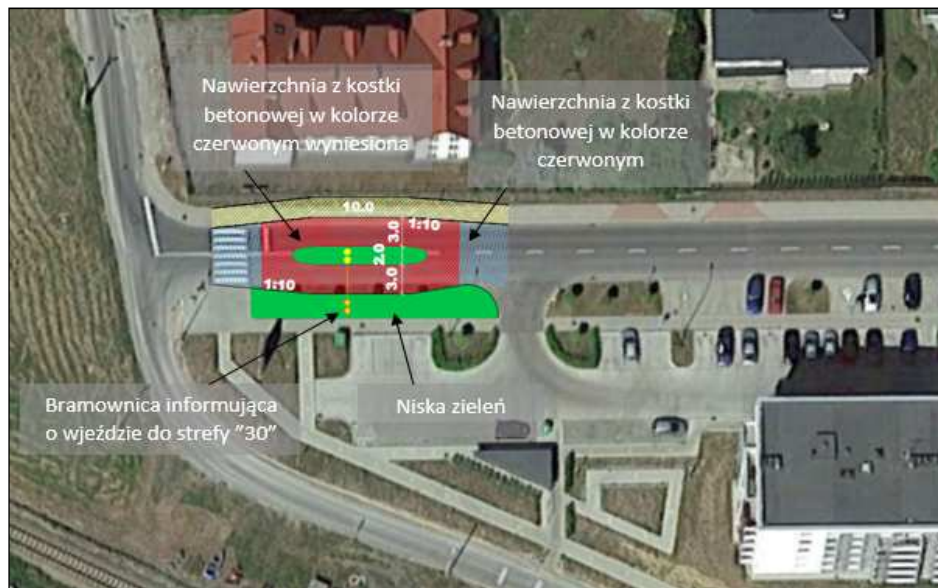 Nawierzchnia z kostki
betonowej w kolorze
czerwonym wyniesiona
Nawierzchnia z kostki
betonowej w kolorze
czerwonym
10.0
1:10
3.0
2.0
3.0
1:10
Bramownica informująca
o wjeździe do strefy ”30”
Niska zieleń